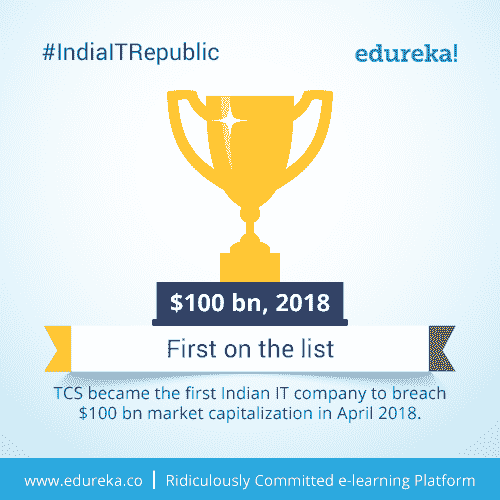 #IndiaITRepublic
edureka!
$100 bn, 2018
First on the list
TCS became the first Indian IT company to breach
$100 bn market capitalization in April 2018.
www.edureka.co | Ridiculously Committed e-learning Platform